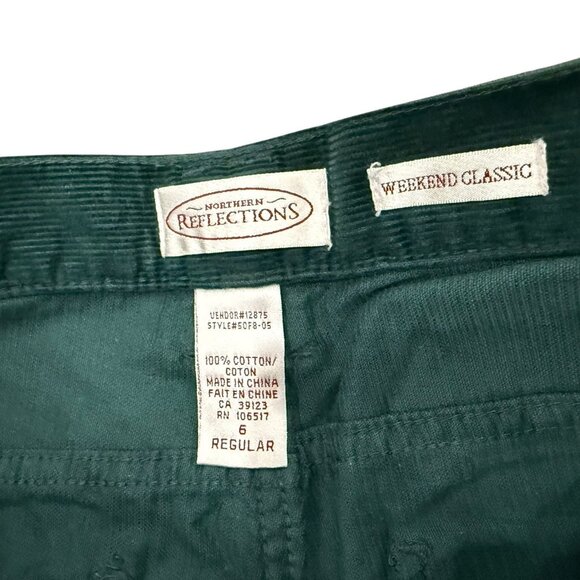 ~ NORTHERN ~
REFLECTIONS
WEEKEND CLASSIC
VENDOR#12875
STYLE#50F8-05
100% COTTON/
COTON
MADE IN CHINA
FAIT EN CHINE
CA 39123
RN 106517
6
REGULAR